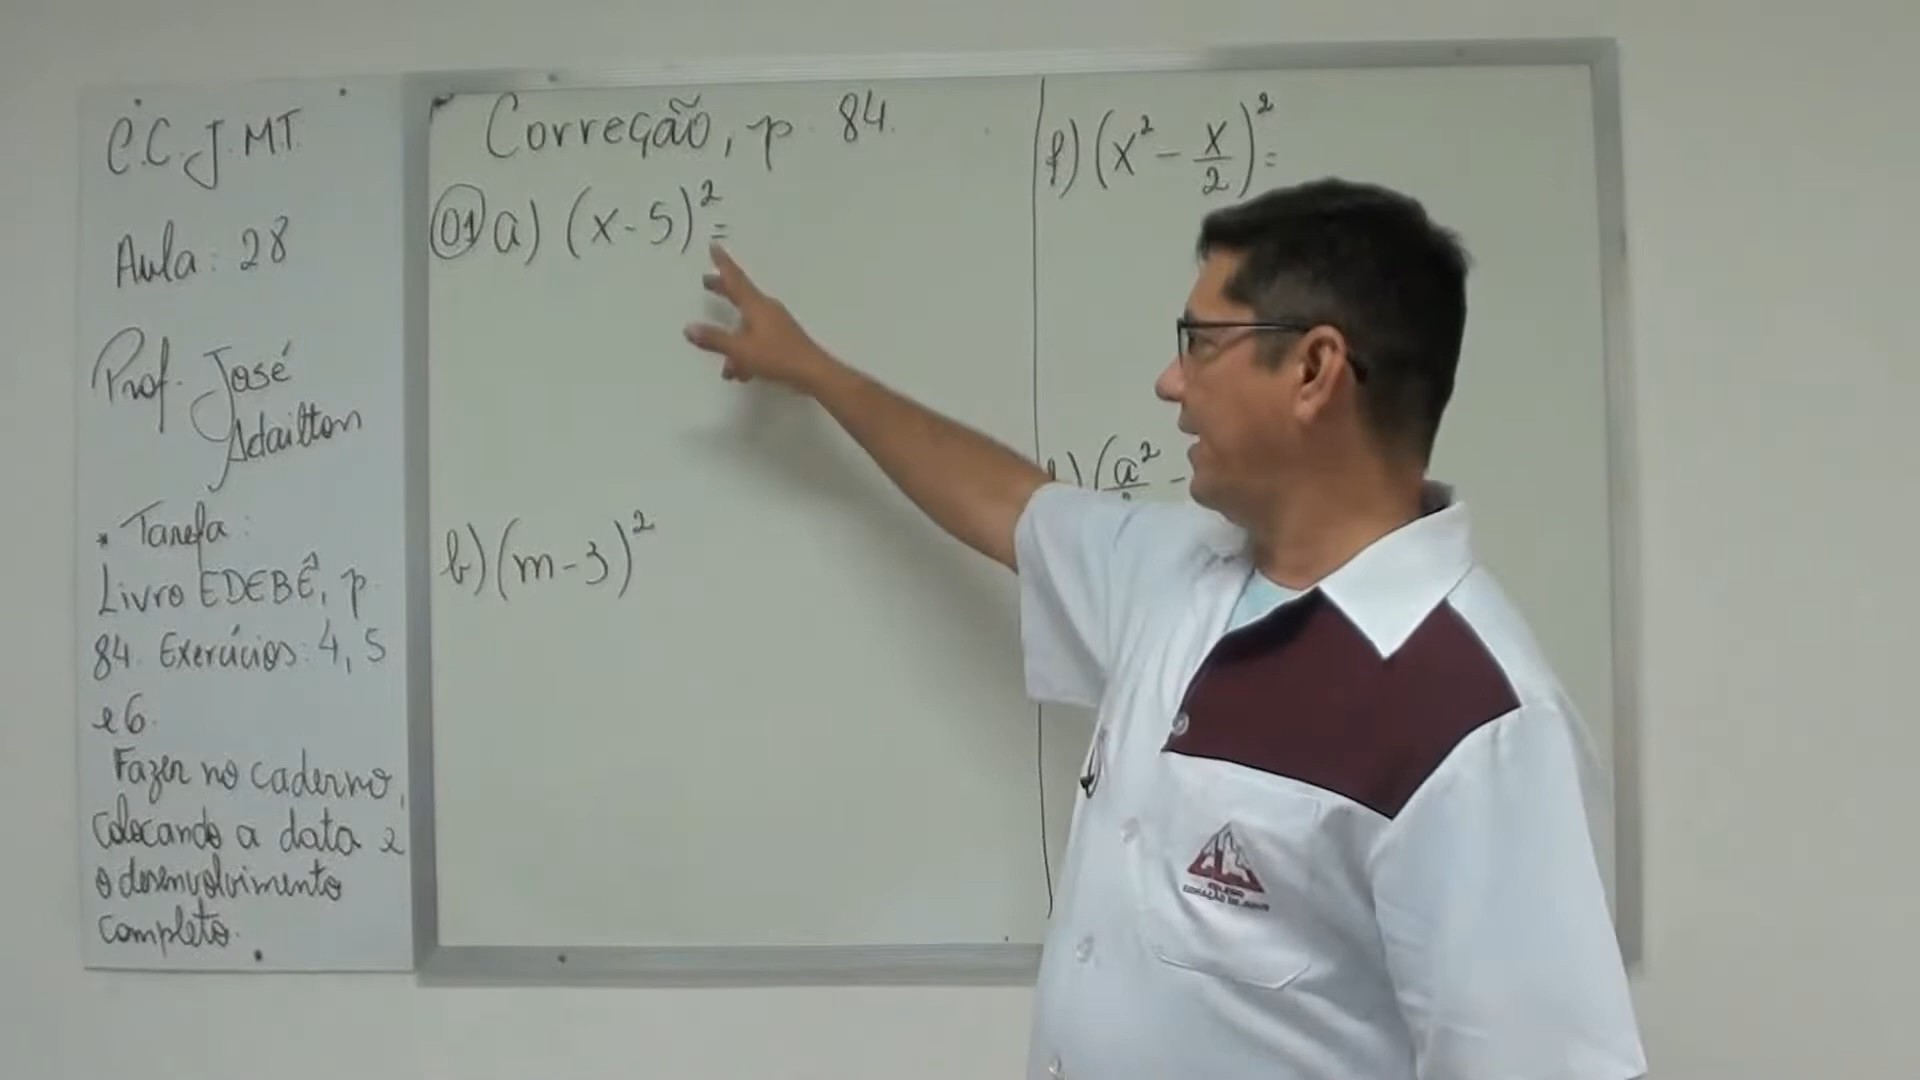 C.C.J.M.T.
Aula: 28
Prof. José
Adailton
• Tarefa:
Livro EDEBÊ, p.
84. Exercícios: 4, 5
e 6.
Fazer no caderno,
colocando a data e
o desenvolvimento
completo.
Correção, p. 84.
01 a) (x-5)² =
b) (m-3)²
f) (x² - x/2)² =
(a²